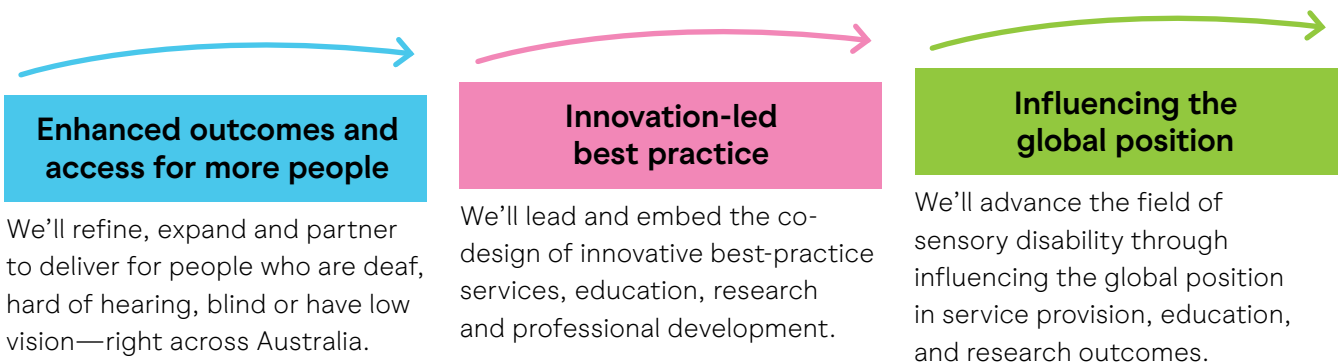 Enhanced outcomes and
access for more people
We’ll refine, expand and partner
to deliver for people who are deaf,
hard of hearing, blind or have low
vision—right across Australia.
Innovation-led
best practice
We’ll lead and embed the co-
design of innovative best-practice
services, education, research
and professional development.
Influencing the
global position
We’ll advance the field of
sensory disability through
influencing the global position
in service provision, education,
and research outcomes.